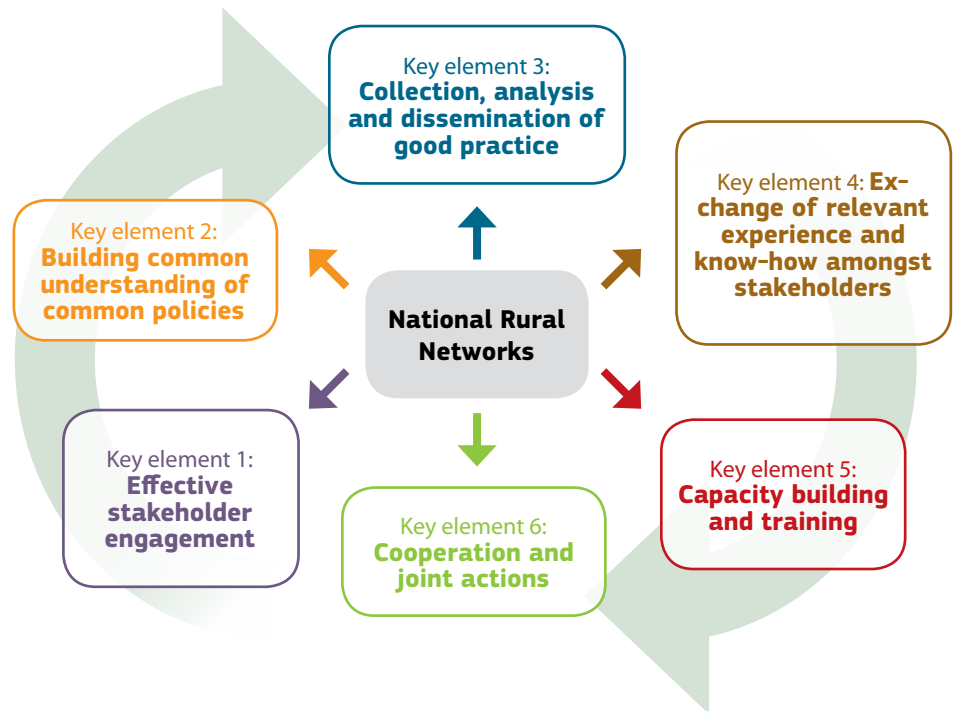 Key element 3:
Collection, analysis
and dissemination of
good practice
Key element 4: Ex-
change of relevant
experience and
know-how amongst
stakeholders
Key element 2:
Building common
understanding of
common policies
National Rural
Networks
Key element 1:
Effective
stakeholder
engagement
Key element 5:
Capacity building
and training
Key element 6:
Cooperation and
joint actions